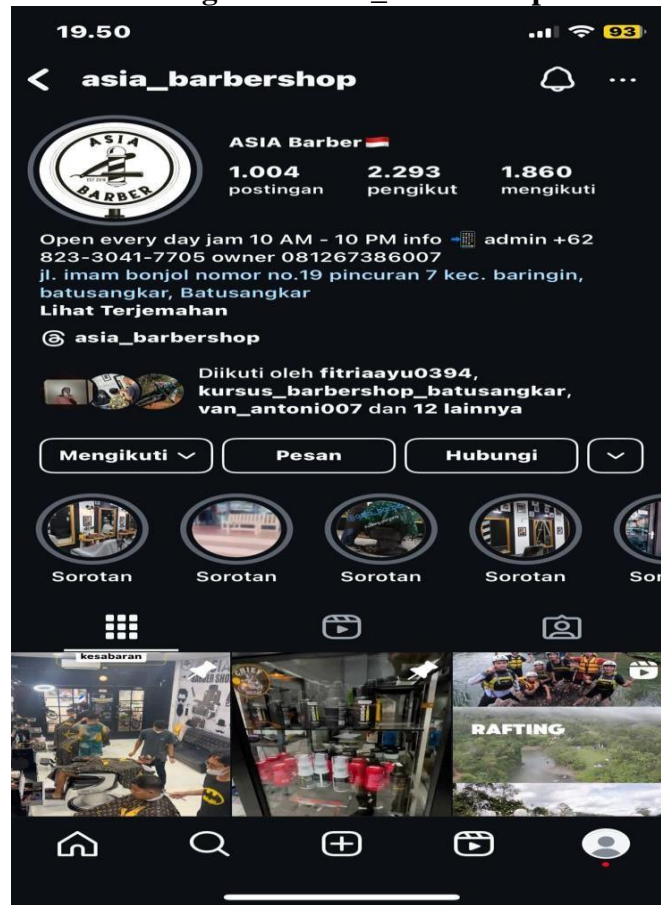 19.50
93
asia_barbershop
ASIA
EST 2016
BARBER
ASIA Barber
1.004 2.293 1.860
postingan pengikut mengikuti
Open every day jam 10 AM - 10 PM info admin +62
823-3041-7705 owner 081267386007
jl. imam bonjol nomor no.19 pincuran 7 kec. baringin,
batusangkar, Batusangkar
Lihat Terjemahan
asia_barbershop
Diikuti oleh fitriaayu0394,
kursus_barbershop_batusangkar,
van_antoni007 dan 12 lainnya
Mengikuti Pesan Hubungi
Sorotan Sorotan Sorotan Sorotan Sor
kesabaran
RAFTING